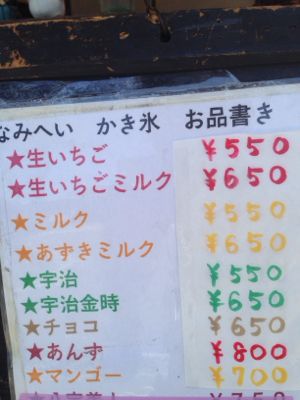 なみへい かき氷 お品書き
★生いちご ¥550
★生いちごミルク ¥650
★ミルク ¥550
★あずきミルク ¥650
★宇治 ¥550
★宇治金時 ¥650
★チョコ ¥650
★あんず ¥800
★マンゴー ¥700